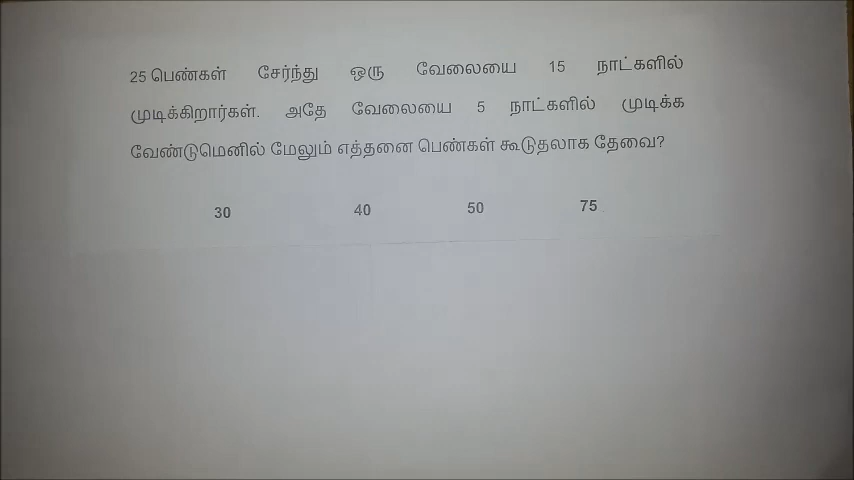 25 பெண்கள் சேர்ந்து ஒரு வேலையை 15 நாட்களில்
முடிக்கிறார்கள். அதே வேலையை 5 நாட்களில் முடிக்க
வேண்டுமெனில் மேலும் எத்தனை பெண்கள் கூடுதலாக தேவை?
30 40 50 75